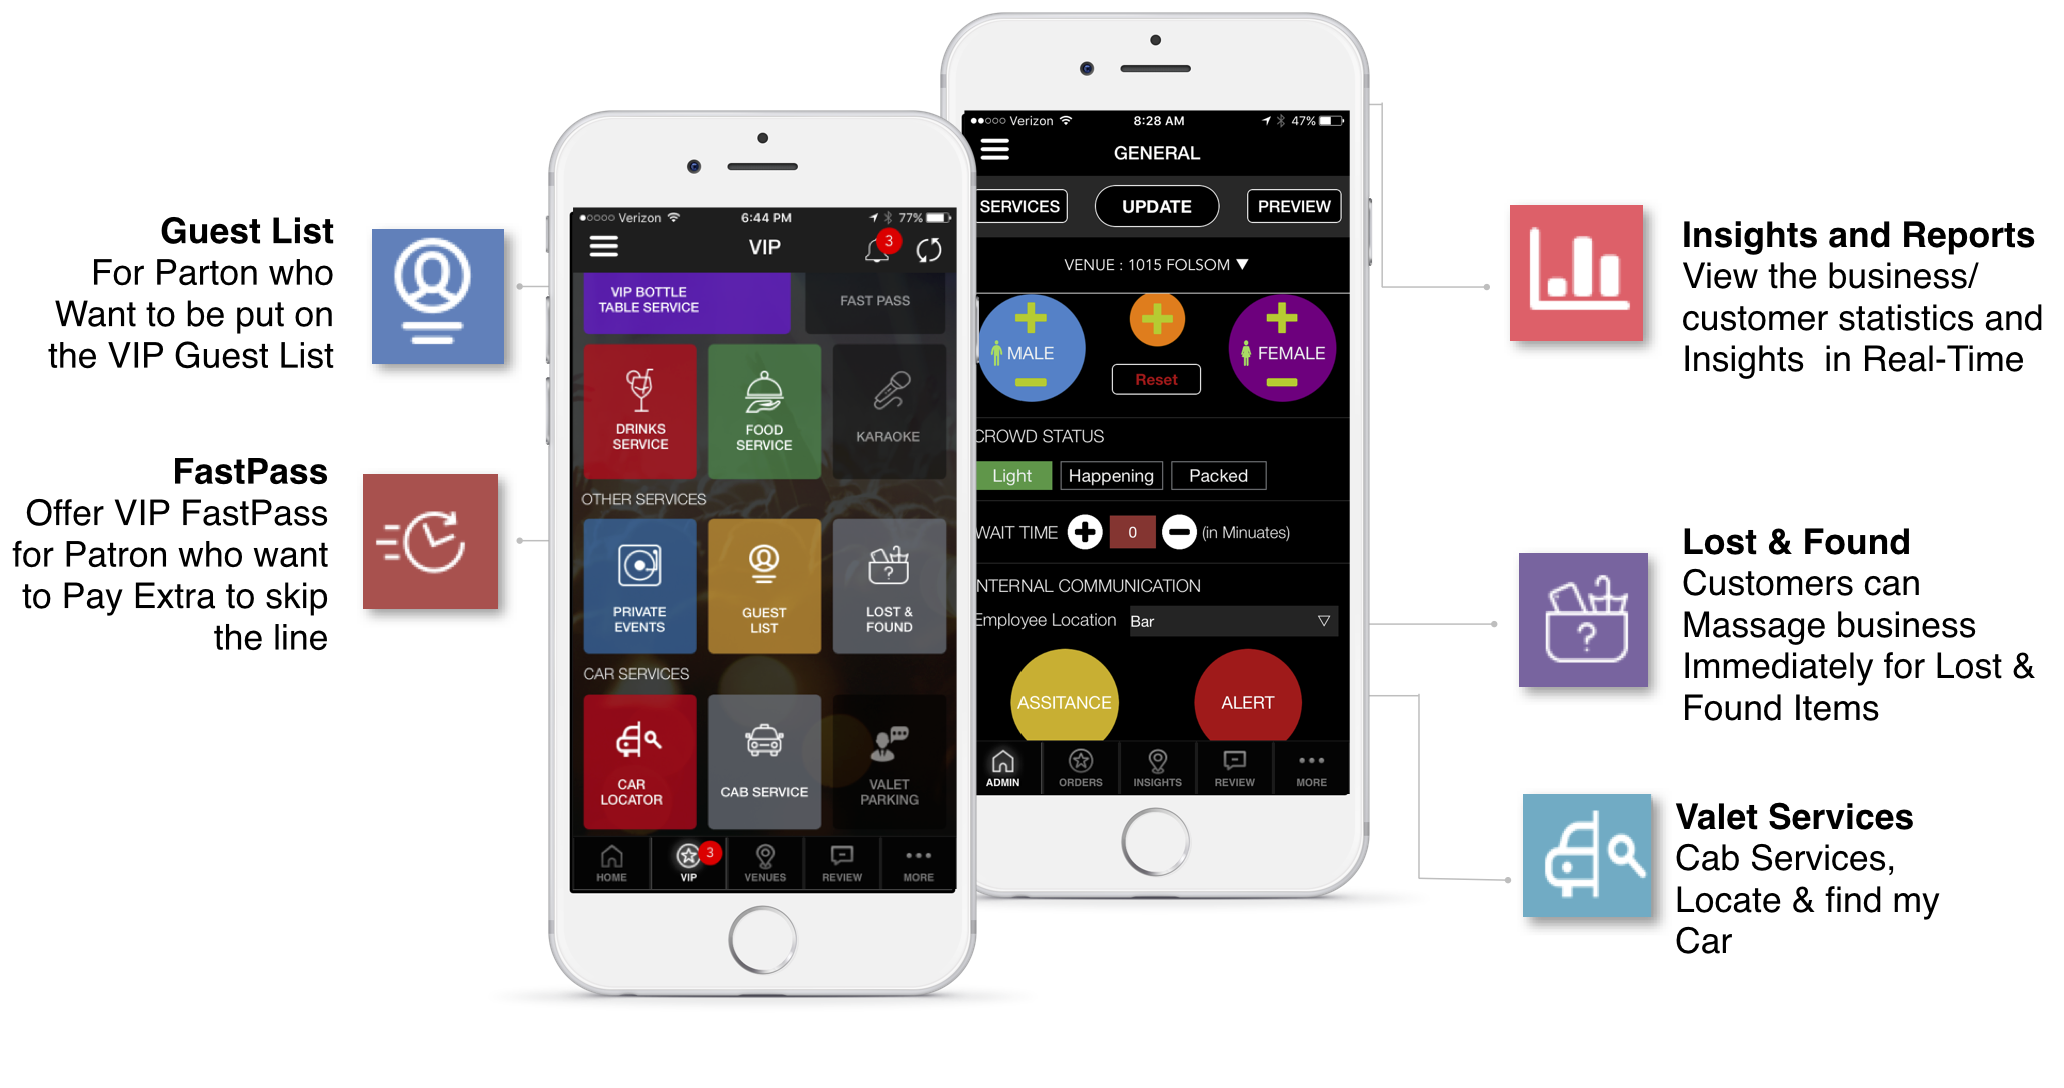 Guest List
For Parton who
Want to be put on
the VIP Guest List
FastPass
Offer VIP FastPass
for Patron who want
to Pay Extra to skip
the line
Verizon 6:44 PM 77%
VIP 3
VIP BOTTLE
TABLE SERVICE
FAST PASS
DRINKS
SERVICE
FOOD
SERVICE
KARAOKE
OTHER SERVICES
PRIVATE
EVENTS
GUEST
LIST
?
LOST &
FOUND
CAR SERVICES
CAR
LOCATOR
CAB SERVICE
VALET
PARKING
3
HOME VIP VENUES REVIEW MORE
Verizon 8:28 AM 47%
GENERAL
SERVICES UPDATE PREVIEW
VENUE : 1015 FOLSOM ▼
MALE
Reset
FEMALE
CROWD STATUS
Light Happening Packed
WAIT TIME 0 (in Minuates)
NTERNAL COMMUNICATION
Employee Location Bar
ASSITANCE ALERT
ADMIN ORDERS INSIGHTS REVIEW MORE
Insights and Reports
View the business/
customer statistics and
Insights in Real-Time
?
Lost & Found
Customers can
Massage business
Immediately for Lost &
Found Items
Valet Services
Cab Services,
Locate & find my
Car